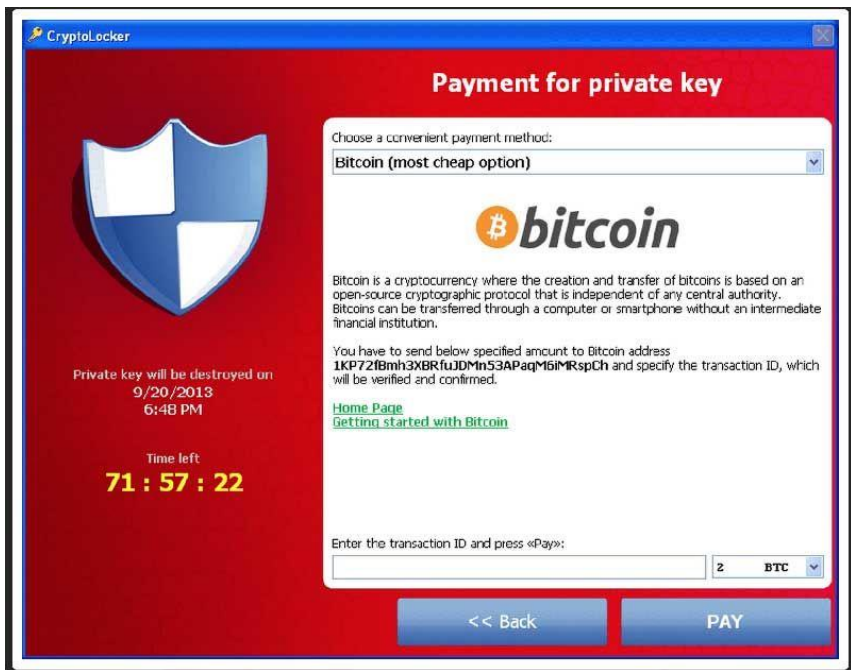 CryptoLocker
Payment for private key
Choose a convenient payment method:
Bitcoin (most cheap option)
bitcoin
Bitcoin is a cryptocurrency where the creation and transfer of bitcoins is based on an
open-source cryptographic protocol that is independent of any central authority.
Bitcoins can be transferred through a computer or smartphone without an intermediate
financial institution.
You have to send below specified amount to Bitcoin address
1KP72fBmh3XBRfuJDMn53APaqM6iMRspCh and specify the transaction ID, which
will be verified and confirmed.
Home Page
Getting started with Bitcoin
Private key will be destroyed on
9/20/2013
6:48 PM
Time left
71 : 57 : 22
Enter the transaction ID and press «Pay»:
2 BTC
<< Back
PAY